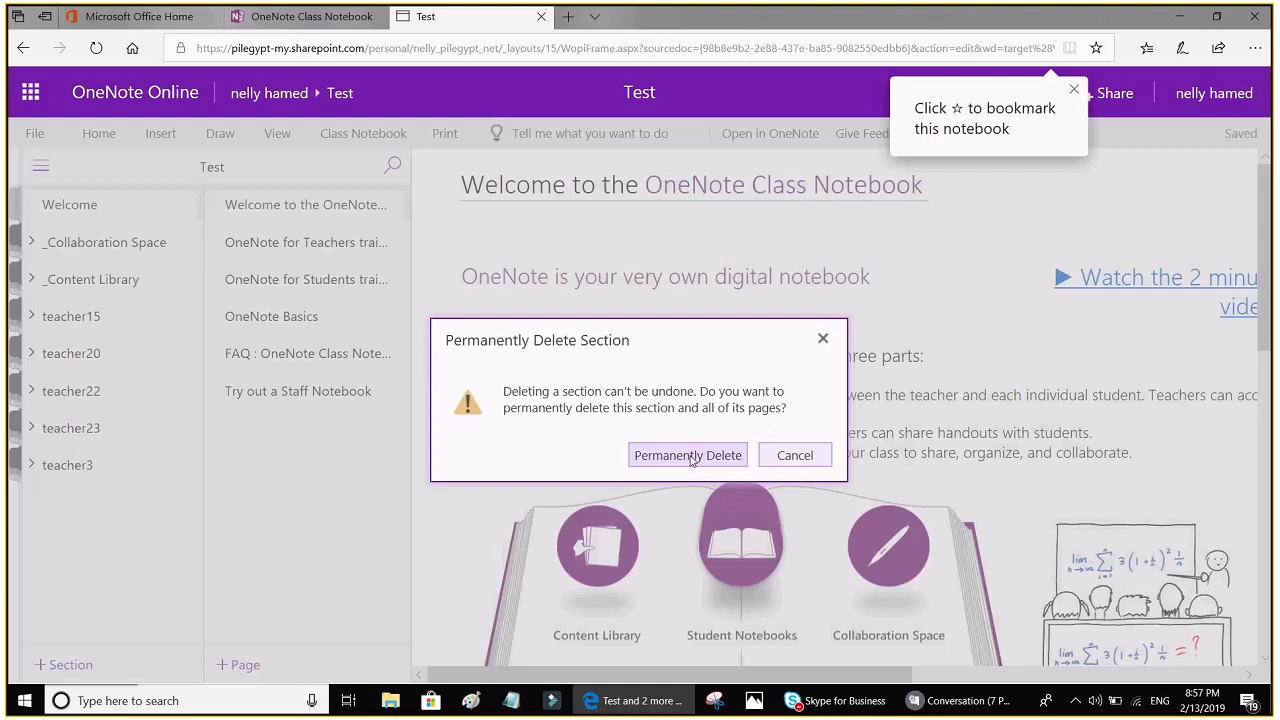 Microsoft Office Home
OneNote Class Notebook
Test
https://pilegypt-my.sharepoint.com/personal/nelly_pilegypt_net/_layouts/15/WopiFrame.aspx?sourcedoc={98b8e9b2-2e88-437e-ba85-9082550edbb6}&action=edit&wd=target%28
OneNote Online
nelly hamed ▸ Test
Test
Share
nelly hamed
Click ☆ to bookmark
this notebook
File
Home
Insert
Draw
View
Class Notebook
Print
Tell me what you want to do
Open in OneNote
Give Feed
Saved
Test
Welcome
_Collaboration Space
_Content Library
teacher15
teacher20
teacher22
teacher23
teacher3
+ Section
Welcome to the OneNote...
OneNote for Teachers trai...
OneNote for Students trai...
OneNote Basics
FAQ : OneNote Class Note...
Try out a Staff Notebook
+ Page
Welcome to the OneNote Class Notebook
OneNote is your very own digital notebook
Watch the 2 minu
vide
hree parts:
ween the teacher and each individual student. Teachers can acc
ers can share handouts with students.
our class to share, organize, and collaborate.
Permanently Delete Section
Deleting a section can't be undone. Do you want to
permanently delete this section and all of its pages?
Permanently Delete
Cancel
Content Library
Student Notebooks
Collaboration Space
Type here to search
Test and 2 more ...
Skype for Business
Conversation (7 P...
ENG
8:57 PM
2/13/2019
19